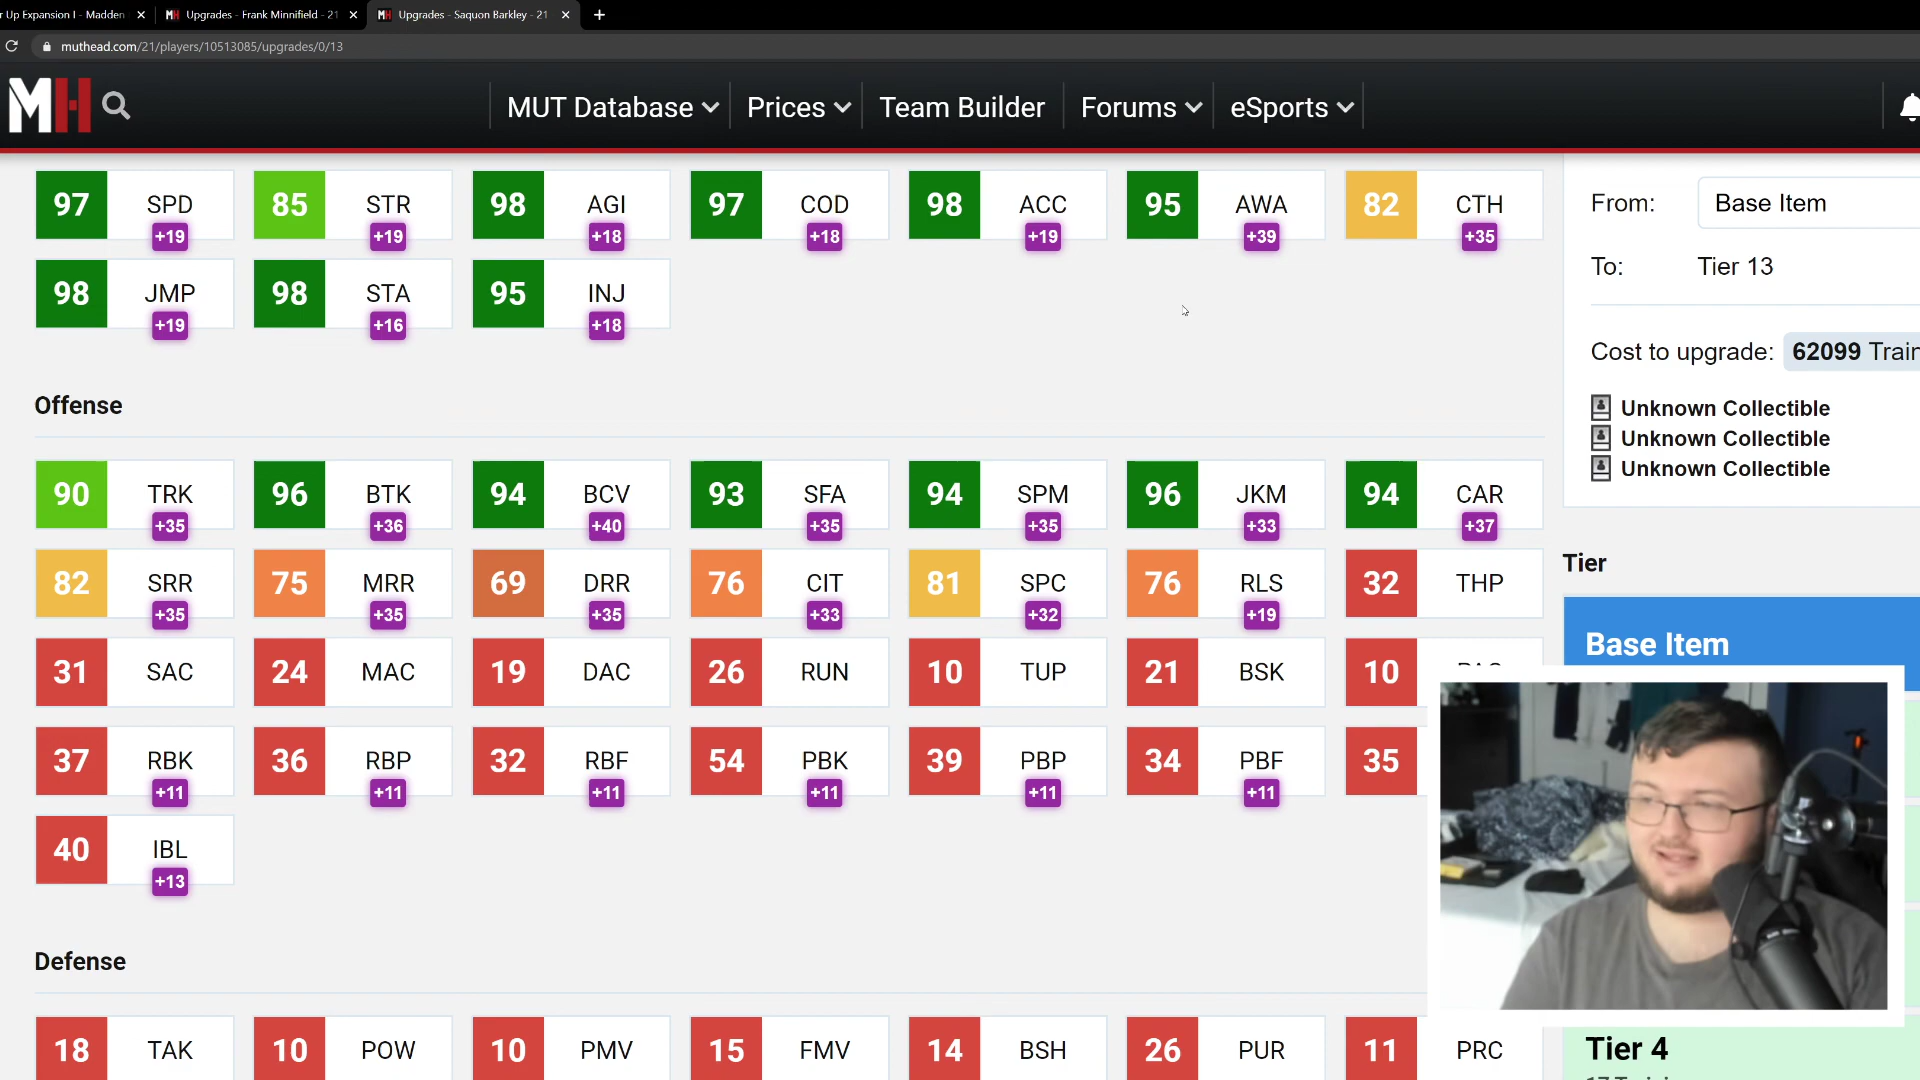 r Up Expansion I - Madden
Upgrades - Frank Minnifield - 21
Upgrades - Saquon Barkley - 21
muthead.com/21/players/10513085/upgrades/0/13
MH
MUT Database
Prices
Team Builder
Forums
eSports
97 SPD +19
85 STR +19
98 AGI +18
97 COD +18
98 ACC +19
95 AWA +39
82 CTH +35
98 JMP +19
98 STA +16
95 INJ +18
From: Base Item
To: Tier 13
Cost to upgrade: 62099 Train
Unknown Collectible
Unknown Collectible
Unknown Collectible
Offense
90 TRK +35
96 BTK +36
94 BCV +40
93 SFA +35
94 SPM +35
96 JKM +33
94 CAR +37
82 SRR +35
75 MRR +35
69 DRR +35
76 CIT +33
81 SPC +32
76 RLS +19
32 THP
31 SAC
24 MAC
19 DAC
26 RUN
10 TUP
21 BSK
10
37 RBK +11
36 RBP +11
32 RBF +11
54 PBK +11
39 PBP +11
34 PBF +11
35
40 IBL +13
Tier
Base Item
Tier 4
Defense
18 TAK
10 POW
10 PMV
15 FMV
14 BSH
26 PUR
11 PRC